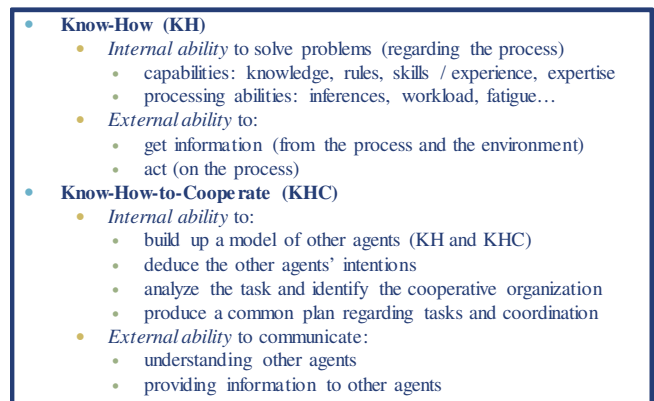 • Know-How (KH)
• Internal ability to solve problems (regarding the process)
• capabilities: knowledge, rules, skills / experience, expertise
• processing abilities: inferences, workload, fatigue…
• External ability to:
• get information (from the process and the environment)
• act (on the process)
• Know-How-to-Cooperate (KHC)
• Internal ability to:
• build up a model of other agents (KH and KHC)
• deduce the other agents’ intentions
• analyze the task and identify the cooperative organization
• produce a common plan regarding tasks and coordination
• External ability to communicate:
• understanding other agents
• providing information to other agents